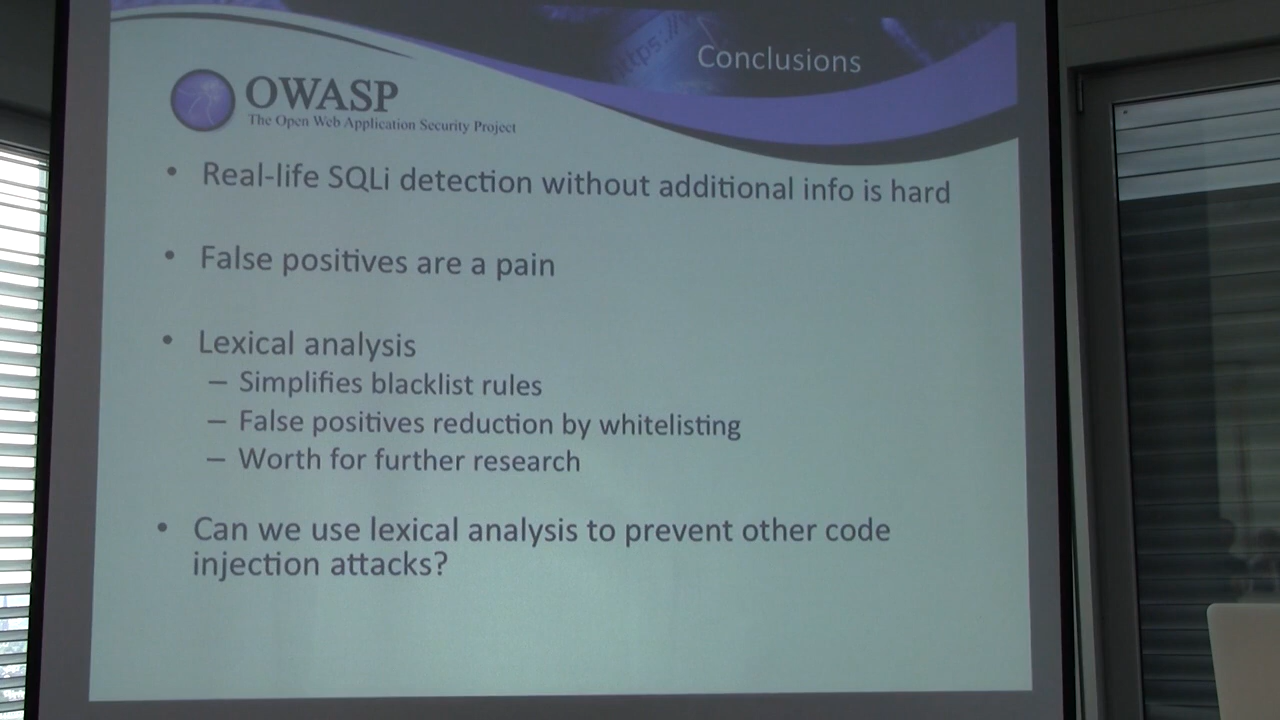 https://
Conclusions
OWASP
The Open Web Application Security Project
• Real-life SQLi detection without additional info is hard
• False positives are a pain
• Lexical analysis
– Simplifies blacklist rules
– False positives reduction by whitelisting
– Worth for further research
• Can we use lexical analysis to prevent other code
injection attacks?